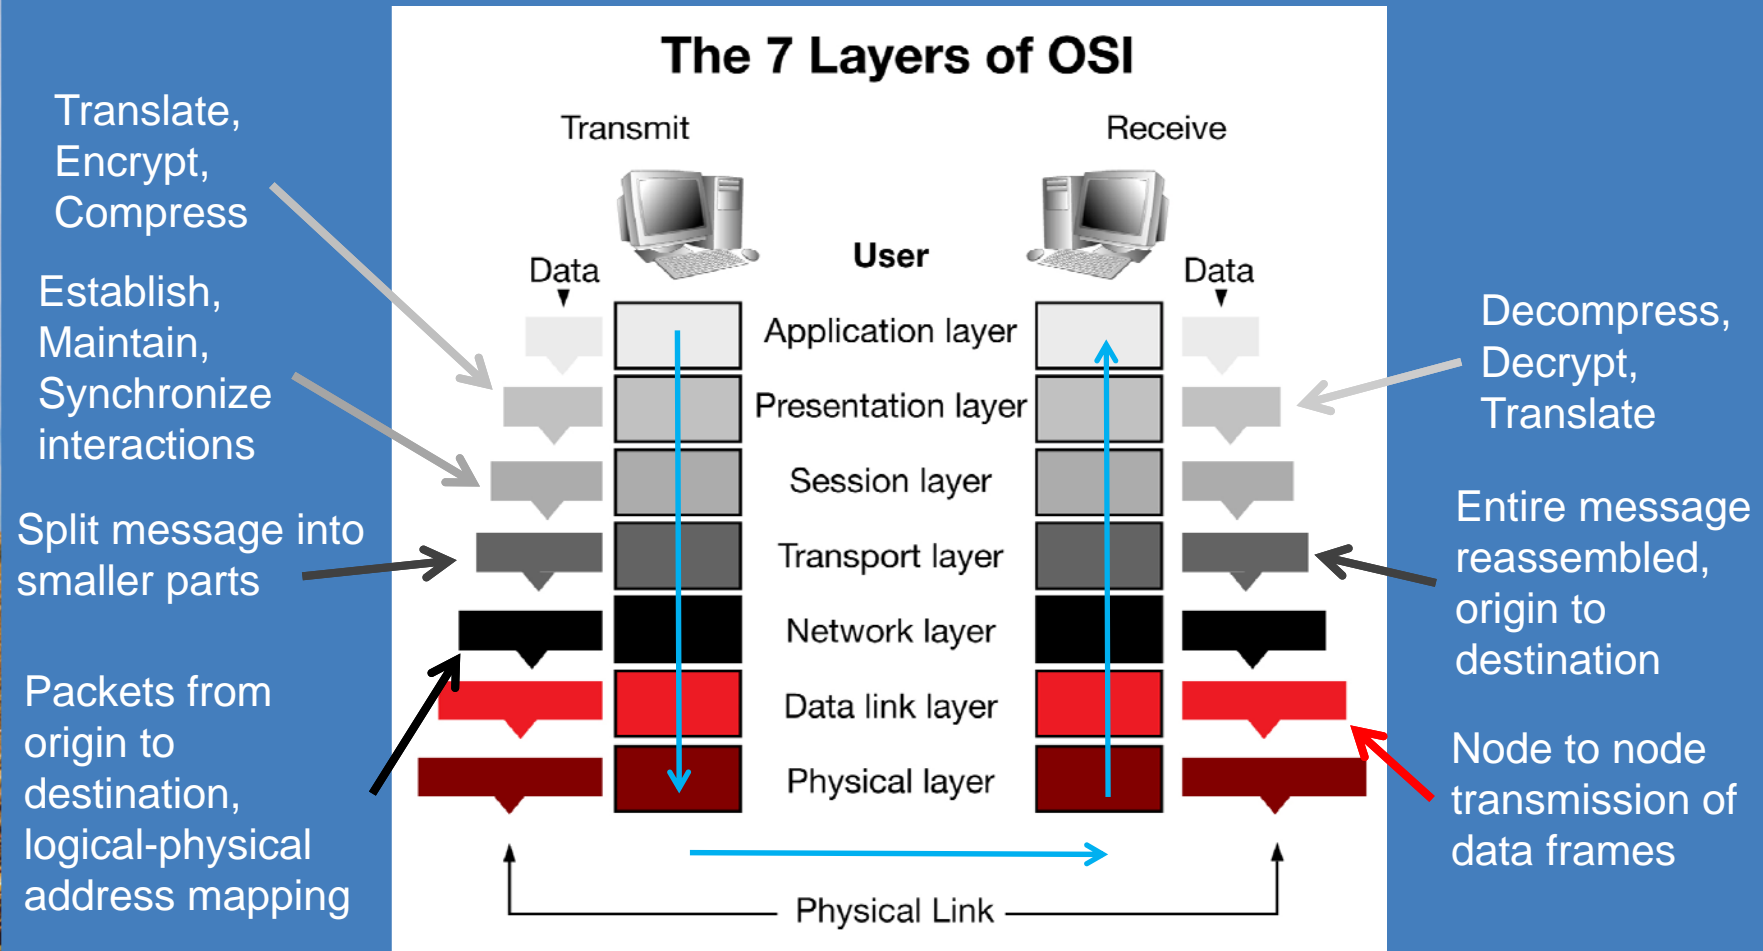 The 7 Layers of OSI
Transmit
Receive
User
Data
Data
Application layer
Presentation layer
Session layer
Transport layer
Network layer
Data link layer
Physical layer
Physical Link
Translate,
Encrypt,
Compress
Establish,
Maintain,
Synchronize
interactions
Split message into
smaller parts
Packets from
origin to
destination,
logical-physical
address mapping
Decompress,
Decrypt,
Translate
Entire message
reassembled,
origin to
destination
Node to node
transmission of
data frames